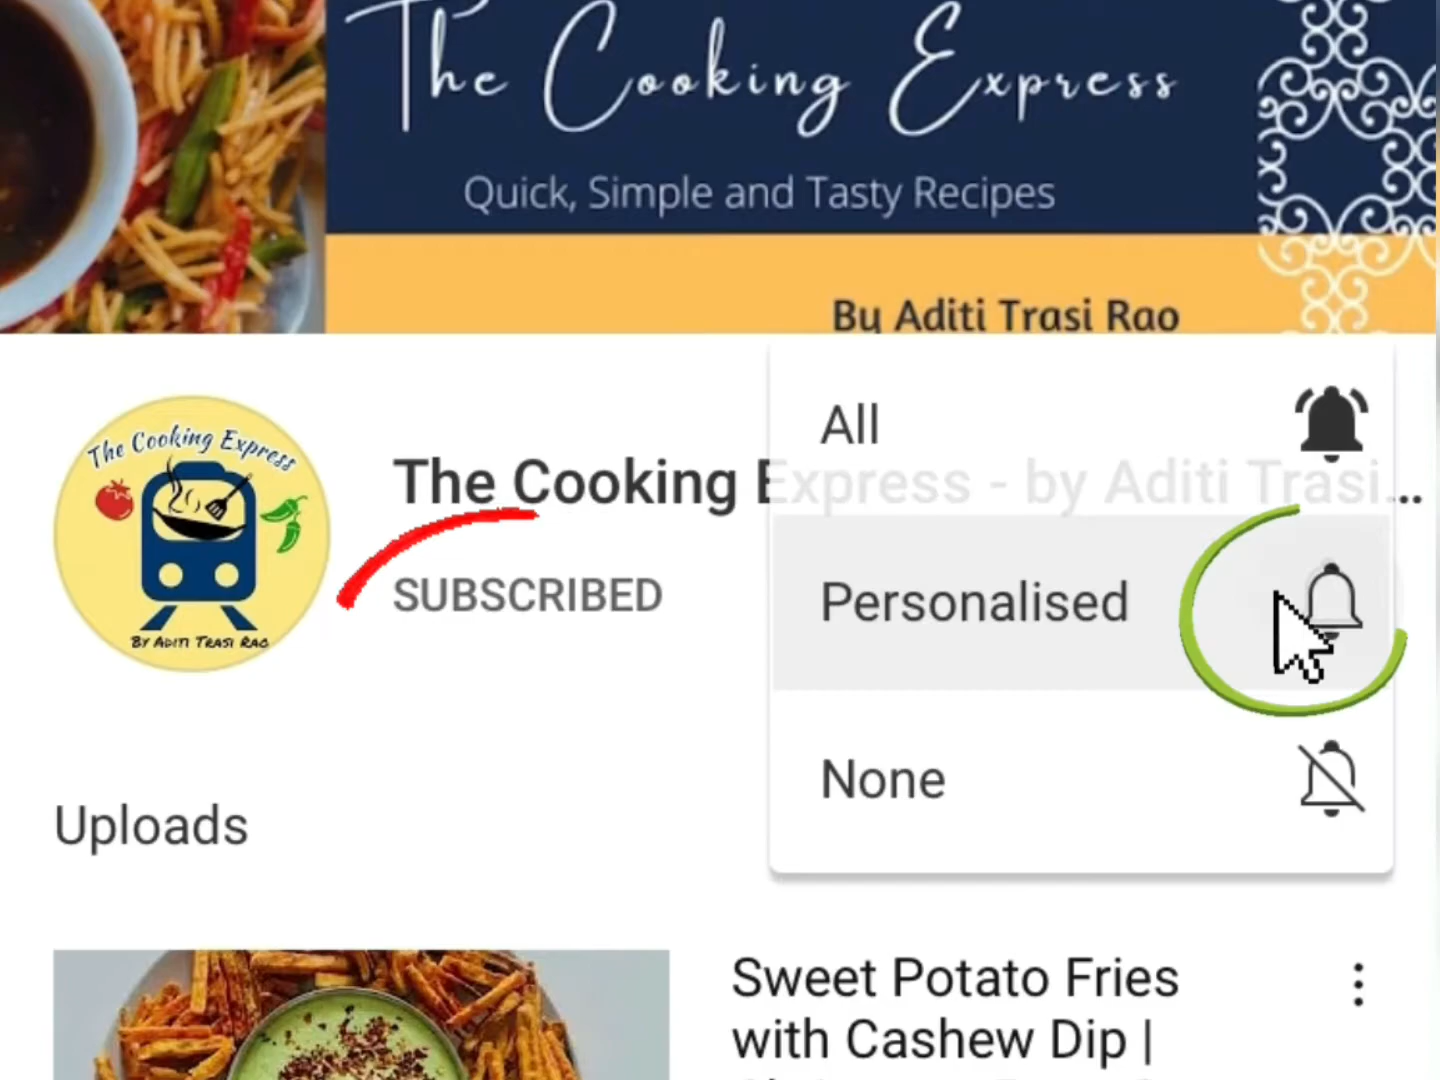 The Cooking Express
Quick, Simple and Tasty Recipes
By Aditi Trasi Rao
The Cooking Express
By Aditi Trasi Rao
The Cooking Express - by Aditi Trasi...
SUBSCRIBED
All
Personalised
None
Uploads
Sweet Potato Fries
with Cashew Dip |